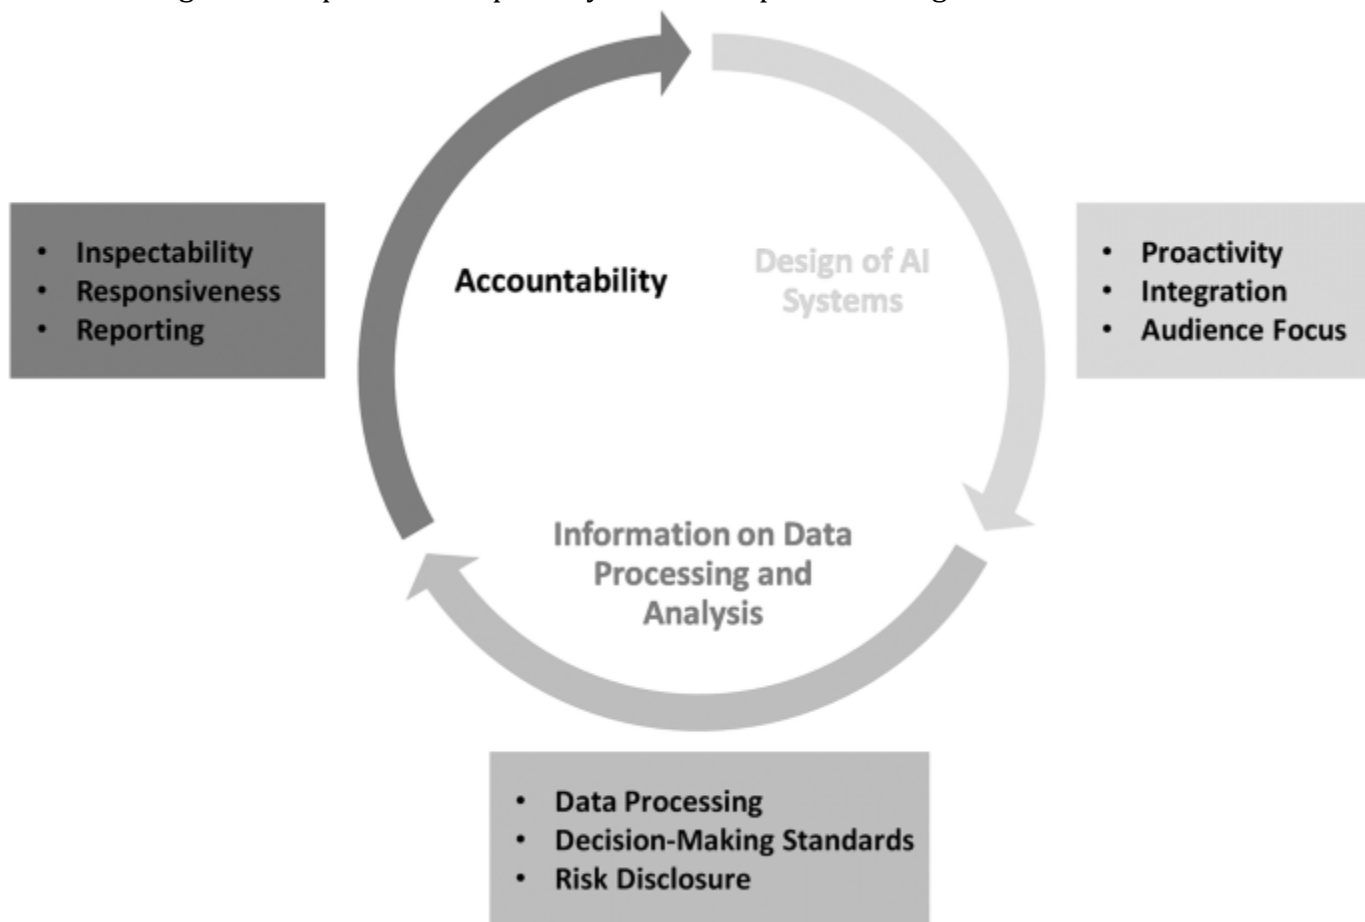 Accountability
Design of AI
Systems
• Inspectability
• Responsiveness
• Reporting
• Proactivity
• Integration
• Audience Focus
Information on Data
Processing and
Analysis
• Data Processing
• Decision-Making Standards
• Risk Disclosure